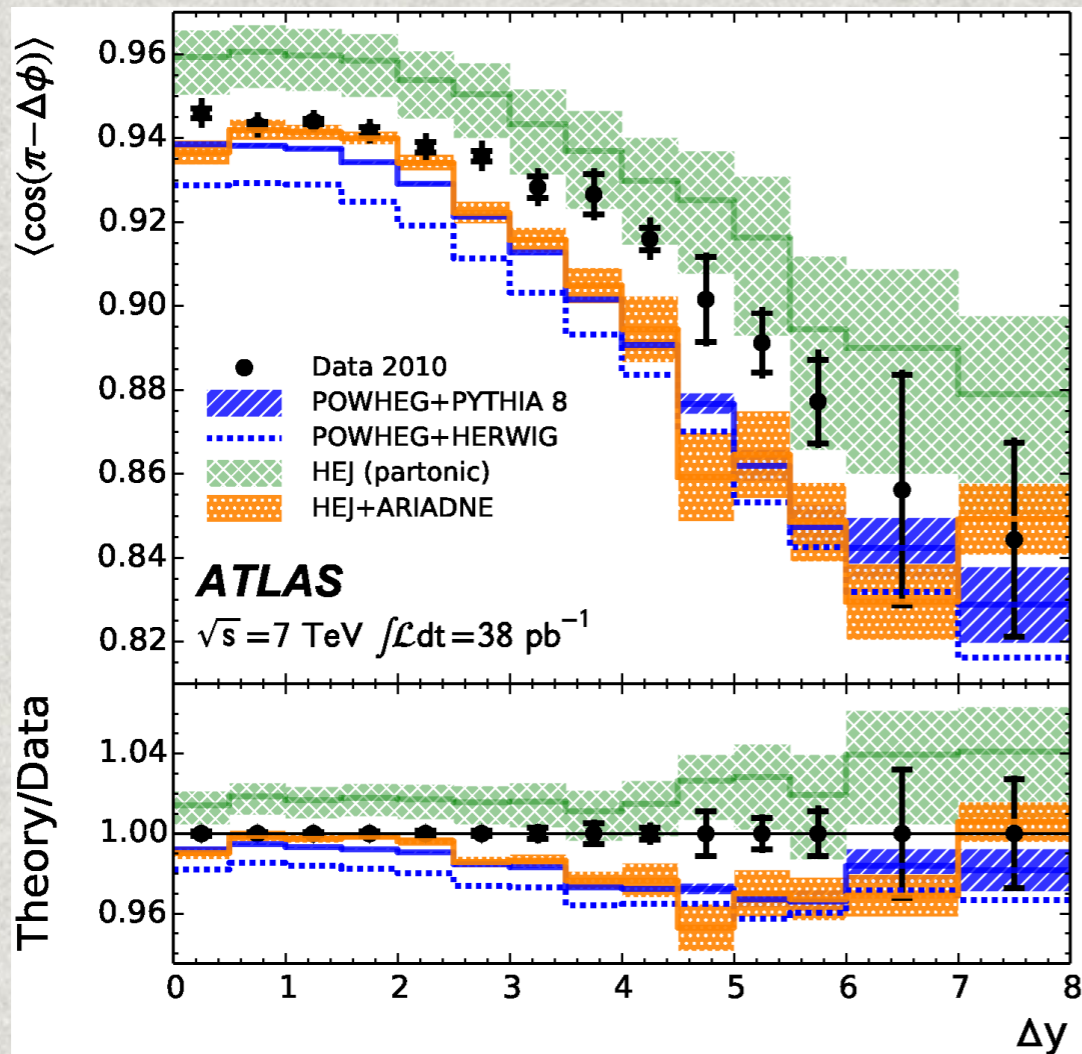 ⟨cos(π−Δϕ)⟩
0.96
0.94
0.92
0.90
0.88
0.86
0.84
0.82
Data 2010
POWHEG+PYTHIA 8
POWHEG+HERWIG
HEJ (partonic)
HEJ+ARIADNE
ATLAS
√s =7 TeV ∫ℒdt=38 pb⁻¹
Theory/Data
1.04
1.00
0.96
0 1 2 3 4 5 6 7 8
Δy